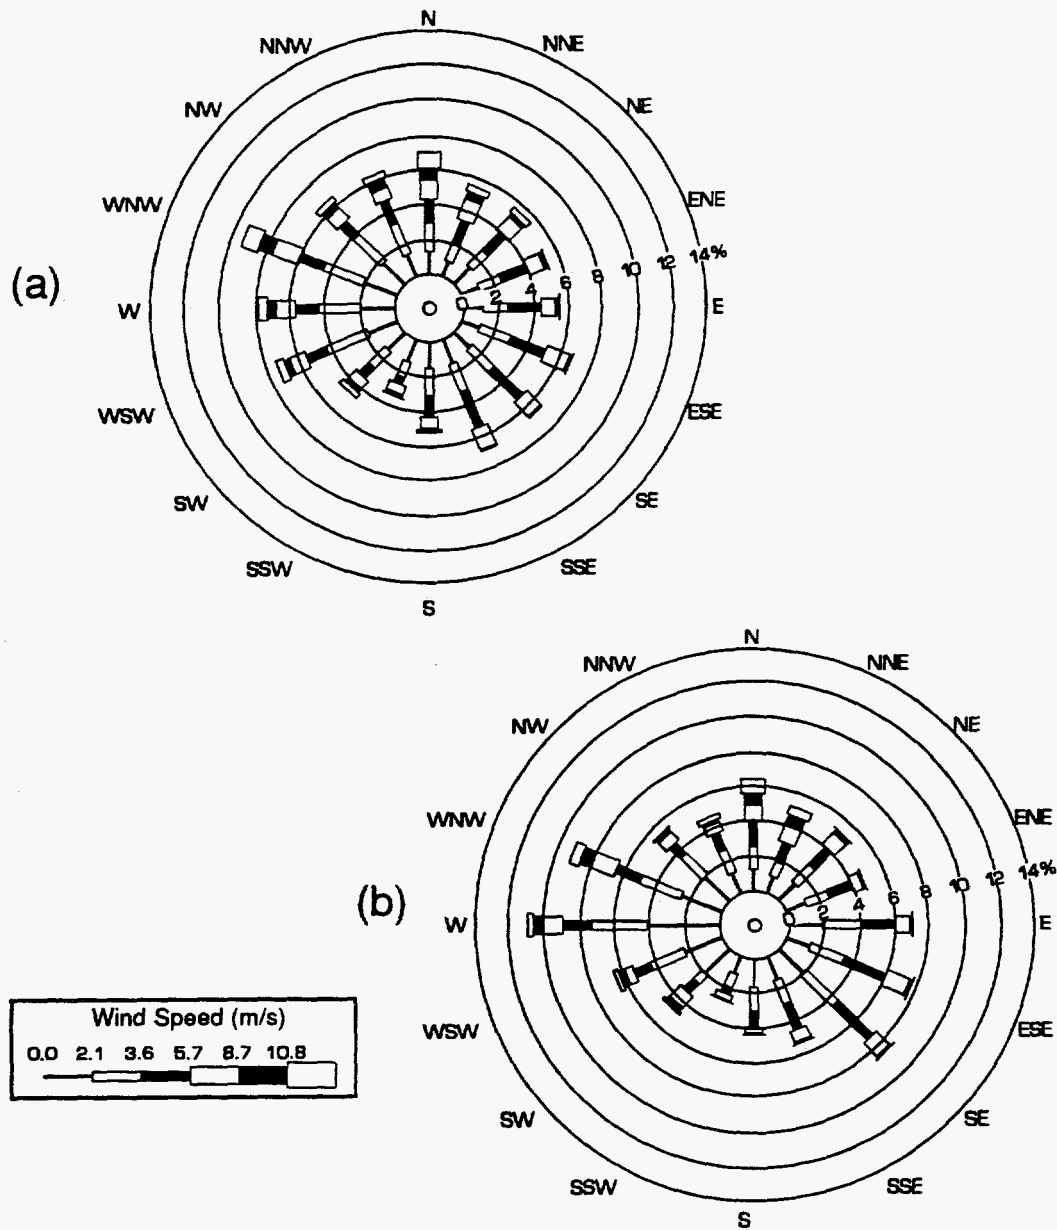 N
NNW NNE
NW NE
WNW ENE
(a)
0 2 4 6 8 10 12 14%
W E
WSW ESE
SW SE
SSW SSE
S
N
NNW NNE
NW NE
WNW ENE
(b)
0 2 4 6 8 10 12 14%
W E
WSW ESE
SW SE
SSW SSE
S
Wind Speed (m/s)
0.0 2.1 3.6 5.7 8.7 10.8